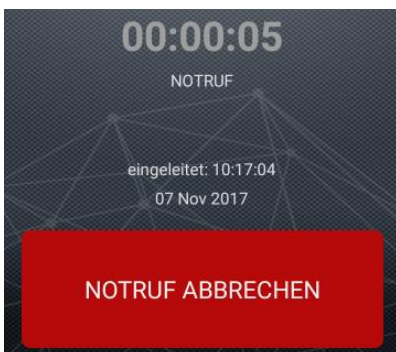 00:00:05
NOTRUF
eingeleitet: 10:17:04
07 Nov 2017
NOTRUF ABBRECHEN